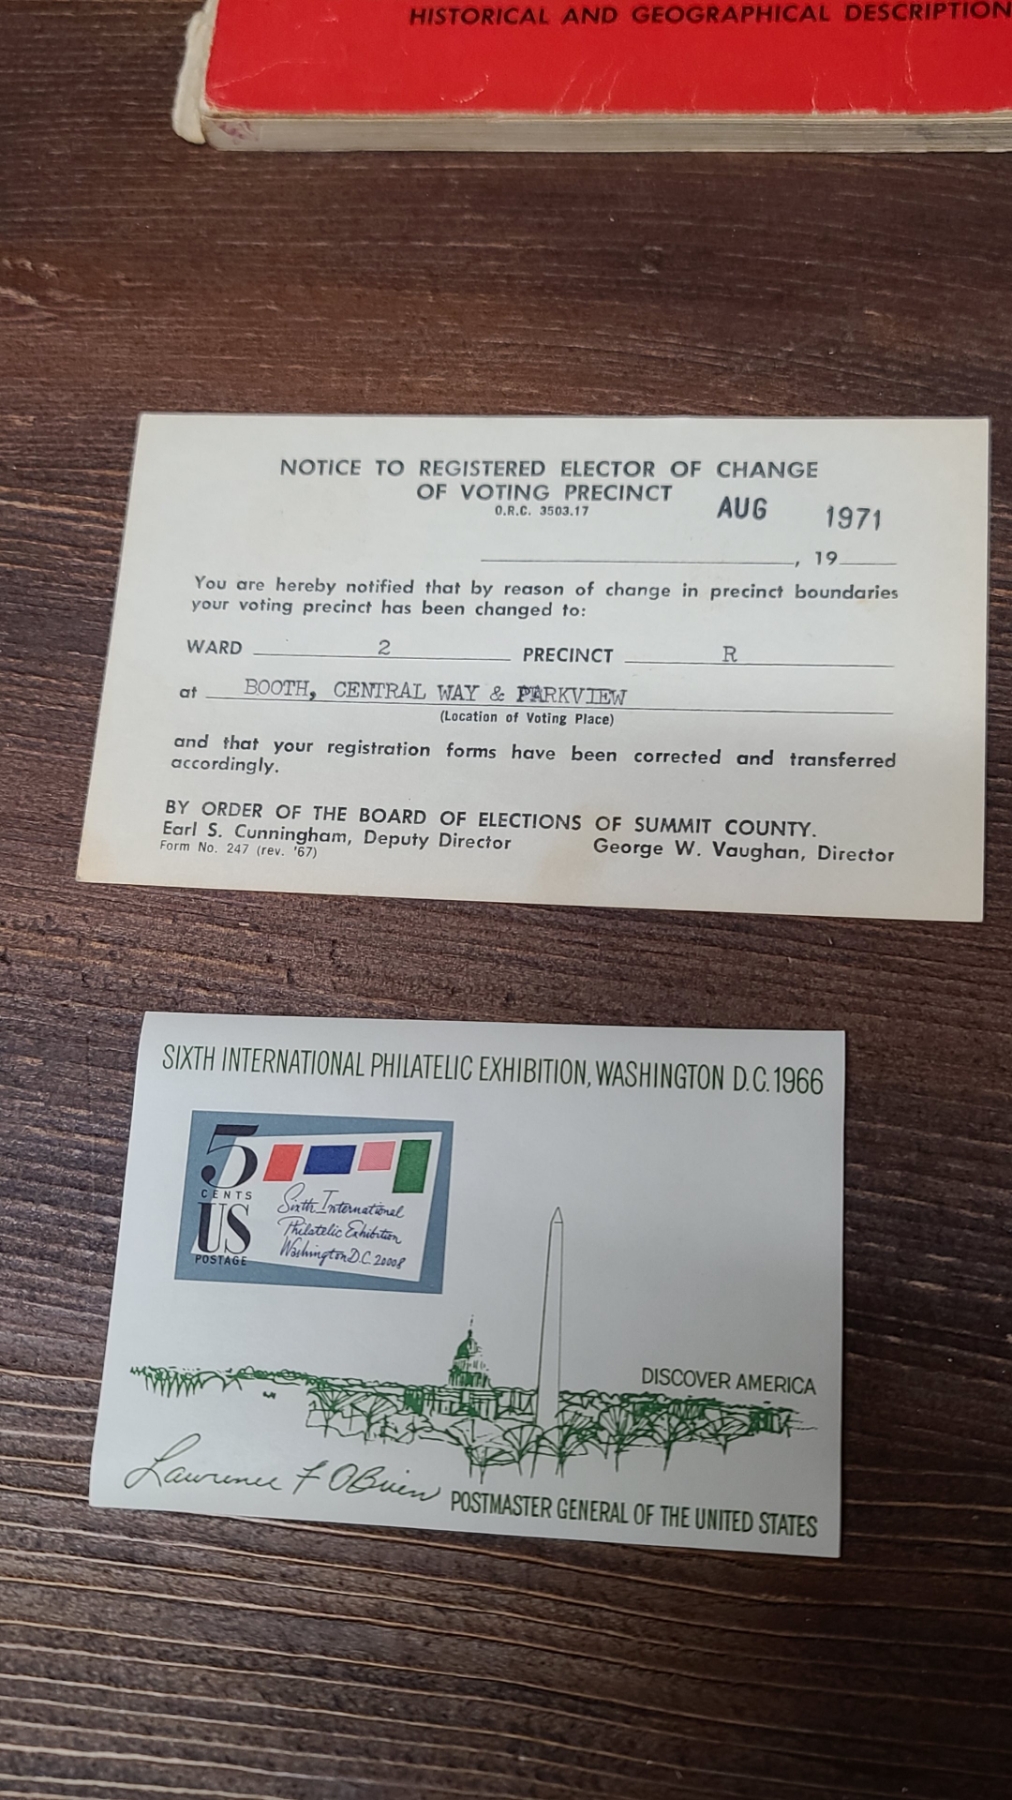 HISTORICAL AND GEOGRAPHICAL DESCRIPTION
NOTICE TO REGISTERED ELECTOR OF CHANGE
OF VOTING PRECINCT
O.R.C. 3503.17
AUG 1971
, 19
You are hereby notified that by reason of change in precinct boundaries
your voting precinct has been changed to:
WARD 2 PRECINCT R
at BOOTH, CENTRAL WAY & PARKVIEW
(Location of Voting Place)
and that your registration forms have been corrected and transferred
accordingly.
BY ORDER OF THE BOARD OF ELECTIONS OF SUMMIT COUNTY.
Earl S. Cunningham, Deputy Director George W. Vaughan, Director
Form No. 247 (rev. '67)
SIXTH INTERNATIONAL PHILATELIC EXHIBITION, WASHINGTON D.C. 1966
5
CENTS
US
POSTAGE
Sixth International
Philatelic Exhibition
Washington D.C. 20008
DISCOVER AMERICA
Lawrence F O'Brien POSTMASTER GENERAL OF THE UNITED STATES